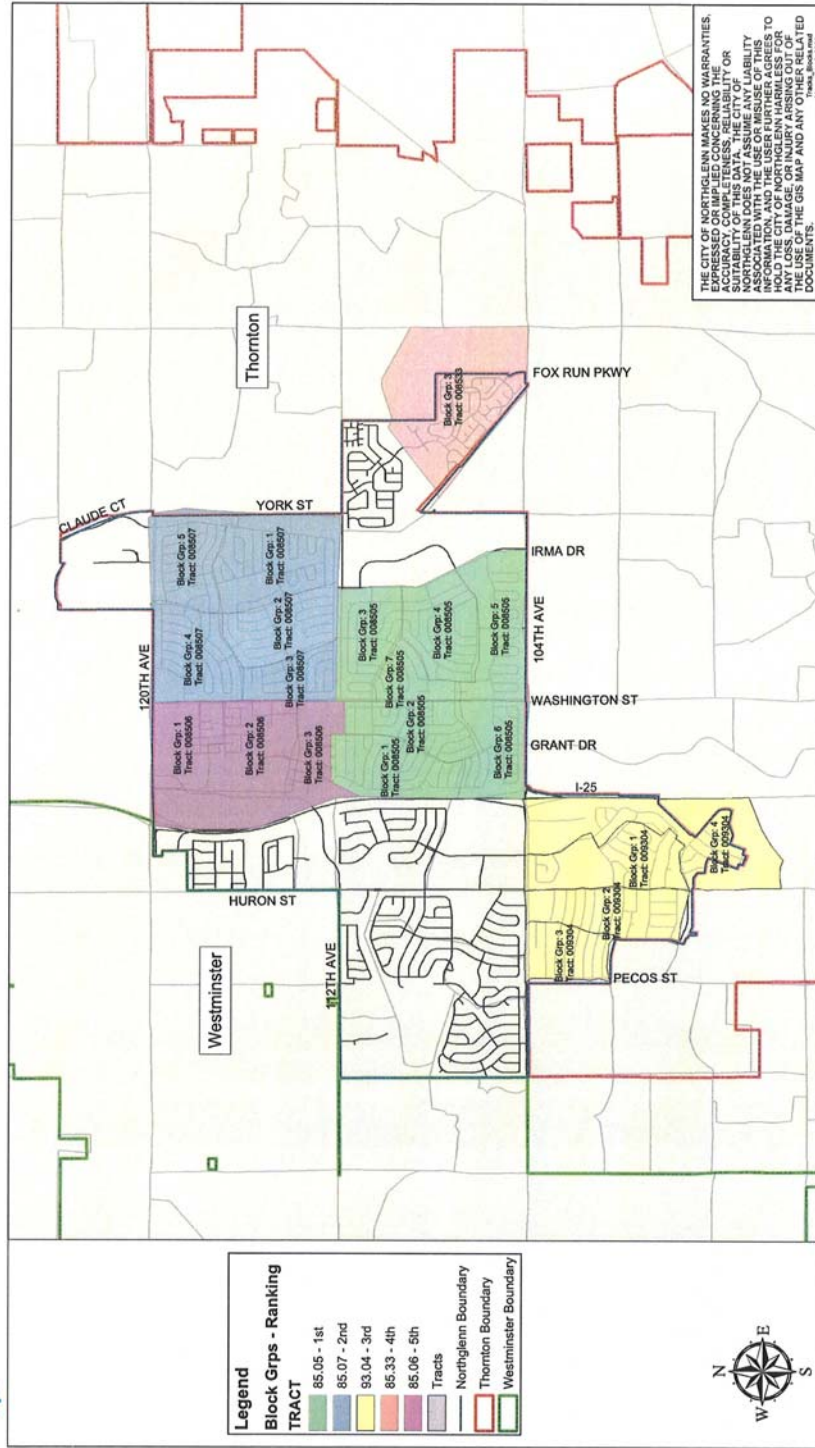 Legend
Block Grps - Ranking
TRACT
85.05 - 1st
85.07 - 2nd
93.04 - 3rd
85.33 - 4th
85.06 - 5th
Tracts
Northglenn Boundary
Thornton Boundary
Westminster Boundary
N
W
E
S
CLAUDE CT
120TH AVE
YORK ST
Thornton
Block Grp: 1
Tract: 008506
Block Grp: 2
Tract: 008506
Block Grp: 3
Tract: 008506
Block Grp: 4
Tract: 008507
Block Grp: 5
Tract: 008507
Block Grp: 3
Tract: 008507
Block Grp: 2
Tract: 008507
Block Grp: 1
Tract: 008507
HURON ST
Westminster
112TH AVE
Block Grp: 1
Tract: 008505
Block Grp: 2
Tract: 008505
Block Grp: 7
Tract: 008505
Block Grp: 3
Tract: 008505
Block Grp: 4
Tract: 008505
Block Grp: 6
Tract: 008505
Block Grp: 5
Tract: 008505
Block Grp: 3
Tract: 008533
FOX RUN PKWY
IRMA DR
104TH AVE
WASHINGTON ST
GRANT DR
I-25
Block Grp: 3
Tract: 009304
Block Grp: 2
Tract: 009304
Block Grp: 1
Tract: 009304
Block Grp: 4
Tract: 009304
PECOS ST
THE CITY OF NORTHGLENN MAKES NO WARRANTIES,
EXPRESSED OR IMPLIED CONCERNING THE
ACCURACY, COMPLETENESS, RELIABILITY OR
SUITABILITY OF THIS DATA. THE CITY OF
NORTHGLENN DOES NOT ASSUME ANY LIABILITY
ASSOCIATED WITH THE USE OR MISUSE OF THIS
INFORMATION, AND THE USER FURTHER AGREES TO
HOLD THE CITY OF NORTHGLENN HARMLESS FOR
ANY LOSS, DAMAGE, OR INJURY ARISING OUT OF
THE USE OF THE GIS MAP AND ANY OTHER RELATED
DOCUMENTS.
Tracks_Blocks.mxd